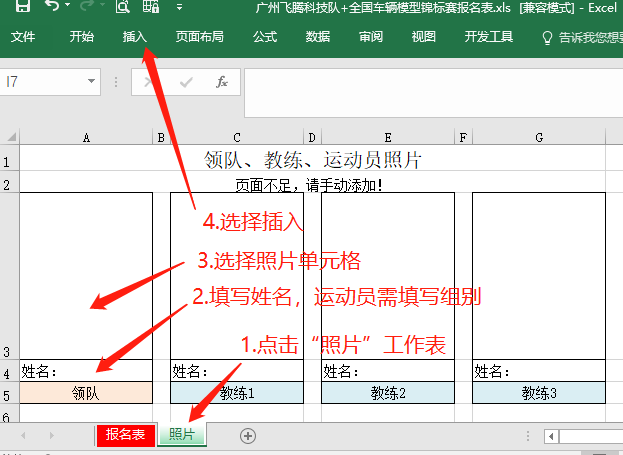 广州飞腾科技队+全国车辆模型锦标赛报名表.xls [兼容模式] - Excel
文件 开始 插入 页面布局 公式 数据 审阅 视图 开发工具 告诉我您想要
I7 fx
A B C D E F G
1 领队、教练、运动员照片
2 页面不足，请手动添加！
4.选择插入
3.选择照片单元格
2.填写姓名，运动员需填写组别
1.点击“照片”工作表
3
4 姓名： 姓名： 姓名： 姓名：
5 领队 教练1 教练2 教练3
6
报名表 照片